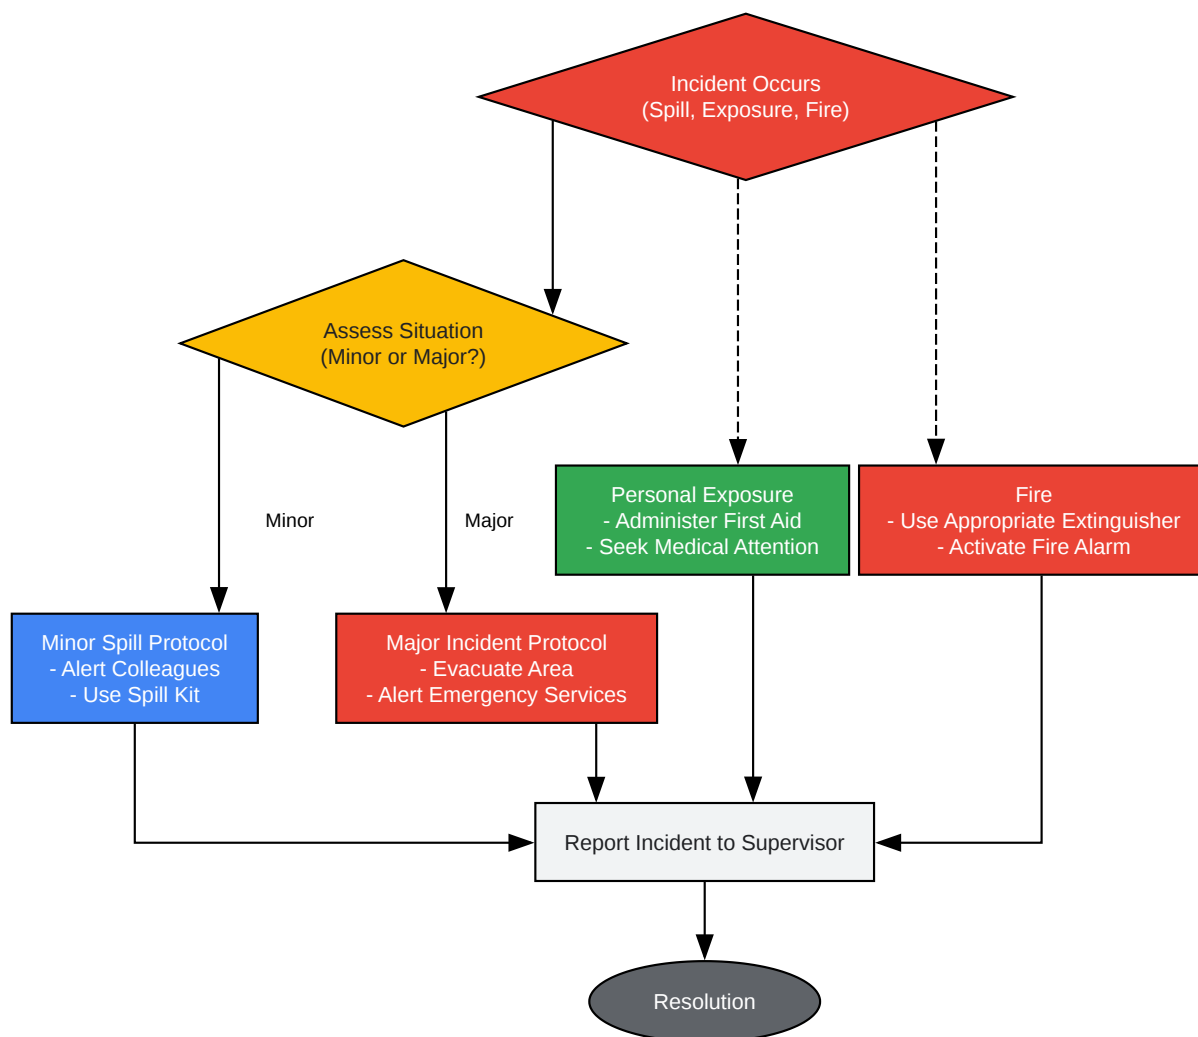 Incident Occurs
(Spill, Exposure, Fire)
Assess Situation
(Minor or Major?)
Personal Exposure
- Administer First Aid
- Seek Medical Attention
Fire
- Use Appropriate Extinguisher
- Activate Fire Alarm
Minor
Major
Minor Spill Protocol
- Alert Colleagues
- Use Spill Kit
Major Incident Protocol
- Evacuate Area
- Alert Emergency Services
Report Incident to Supervisor
Resolution